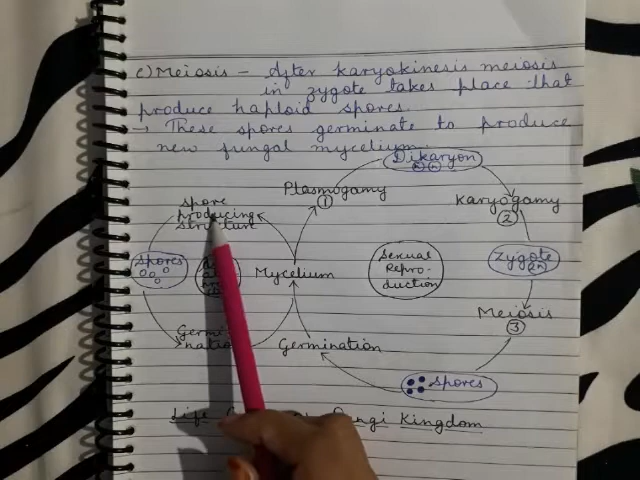 c) Meiosis - After karyokinesis meiosis
in zygote takes place that
produce haploid spores.
→ These spores germinate to produce
new fungal mycelium.
Dikaryon
Plasmogamy
1
Karyogamy
2
spore
producing
structure
spores
Mycelium
Sexual
Repro-
duction
zygote
2n
Meiosis
3
Germi
nation
Germination
spores
Life Fungi Kingdom